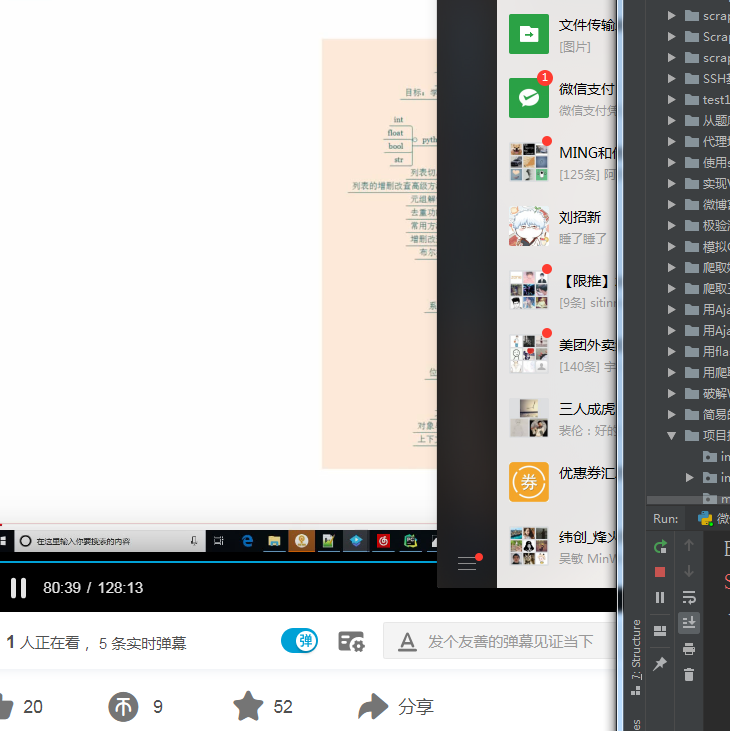 目标：学
int
float
bool
str
pyth
列表切
列表的增删改查高级方
元组解
去重功
常用方
增删改
布尔
系
位
对象
上下文
在这里输入你要搜索的内容
80:39 / 128:13
1 人正在看 ， 5 条实时弹幕
弹
A 发个友善的弹幕见证当下
20
币 9
52
分享
文件传输
[图片]
1
微信支付
微信支付凭
MING和
[125条] 阿
刘招新
睡了睡了
【限推】
[9条] sitinn
美团外卖
[140条] 宇
三人成虎
裴伦：好的
券
优惠券汇
纬创_烽火
吴敏 MinW
scrap
Scrap
scrap
SSH
test1
从题
代理
使用s
实现
微博
极验
模拟
爬取
爬取
用Aja
用Aja
用fla
用爬
破解
简易
项目
in
in
m
Run: 微
7: Structure